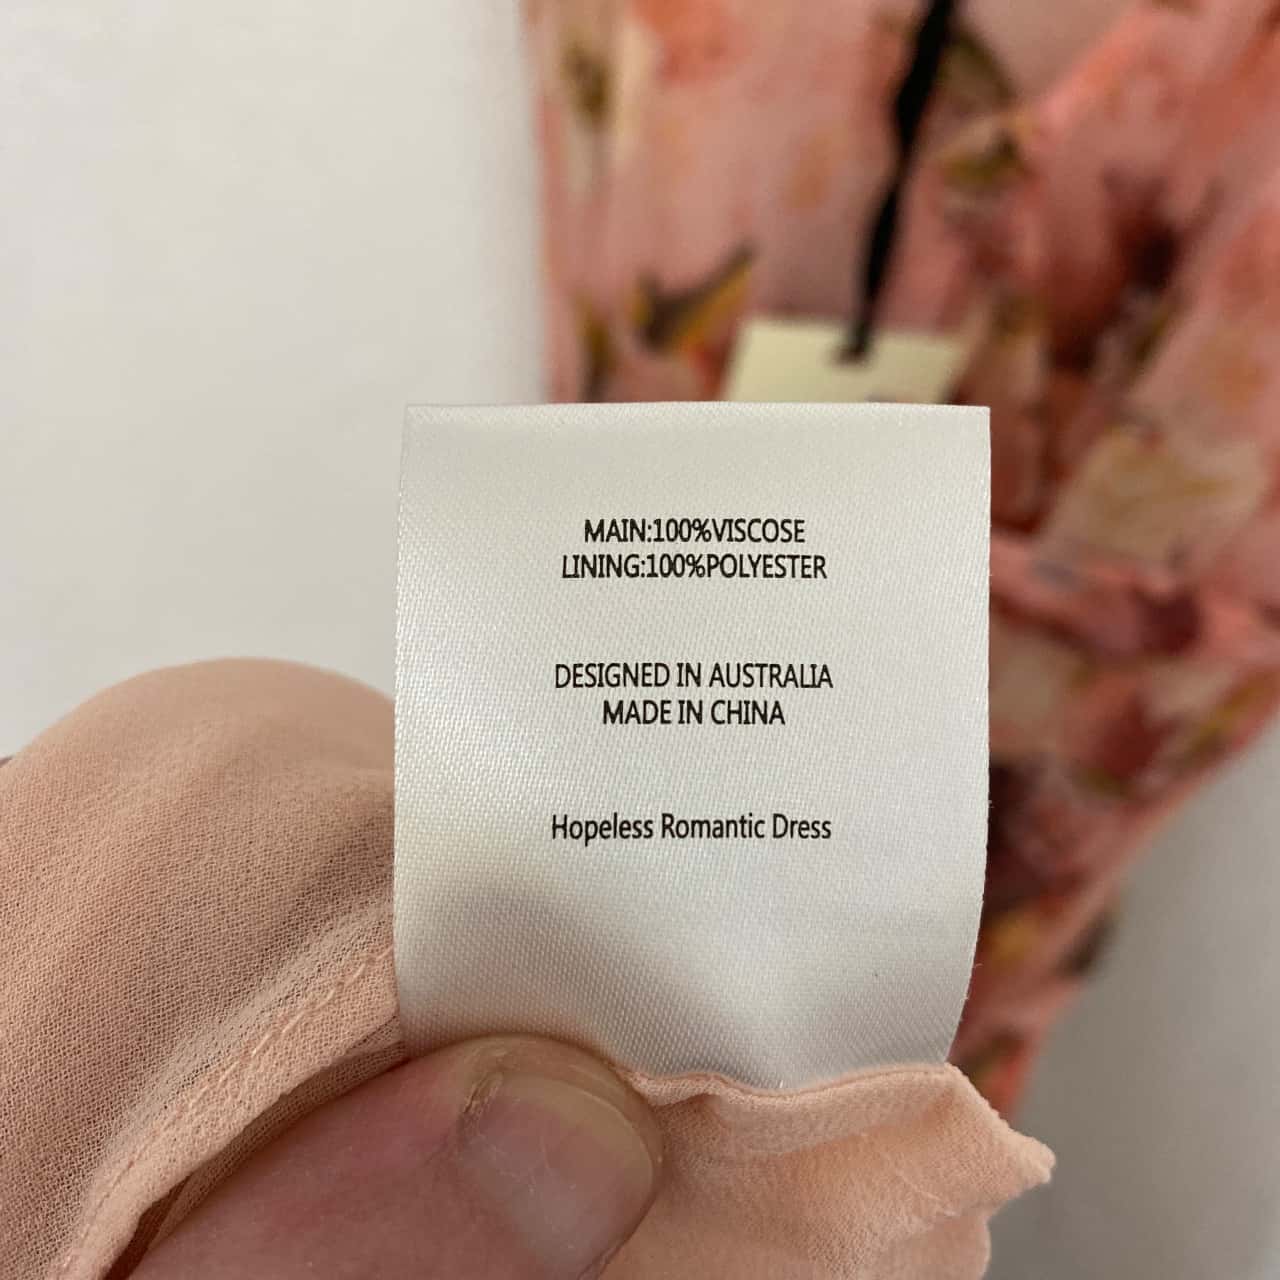 MAIN:100%VISCOSE
LINING:100%POLYESTER
DESIGNED IN AUSTRALIA
MADE IN CHINA
Hopeless Romantic Dress